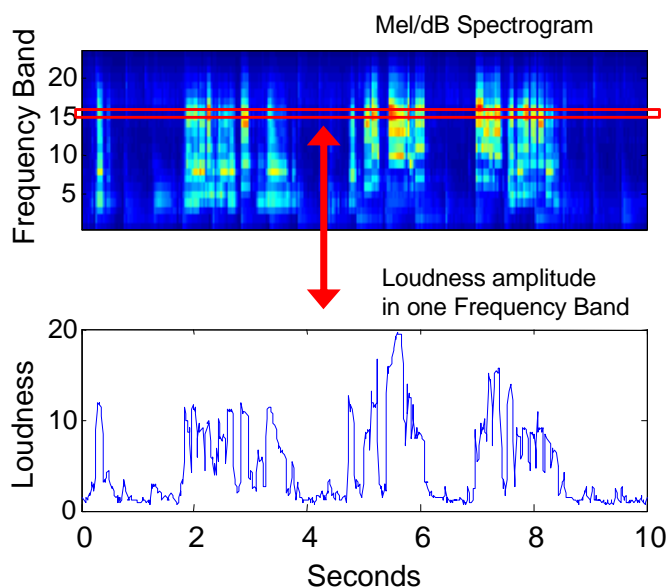 Mel/dB Spectrogram
Frequency Band
20
15
10
5
Loudness amplitude
in one Frequency Band
Loudness
20
10
0
0 2 4 6 8 10
Seconds